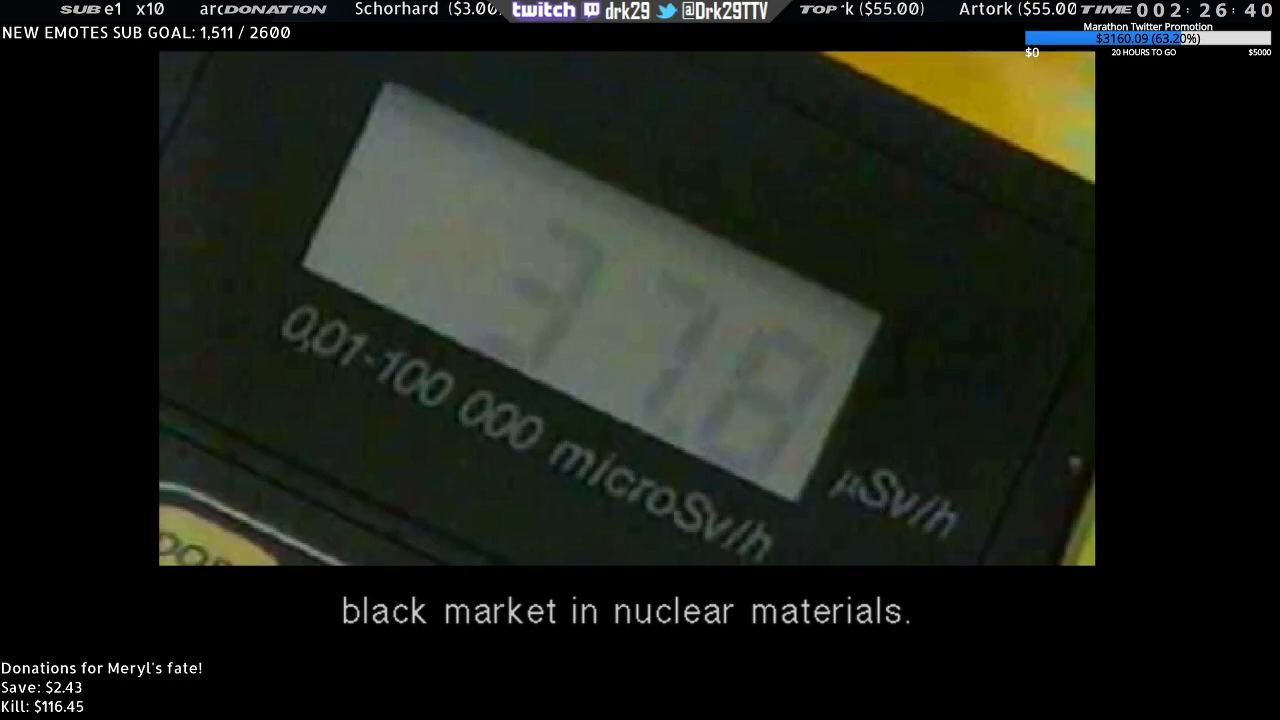 SUB e1 x10 arc DONATION Schorhard ($3.00 twitch drk29 @Drk29TTV TOP *k ($55.00) Artork ($55.00 TIME 002:26:40
NEW EMOTES SUB GOAL: 1,511 / 2600
Marathon Twitter Promotion
$3160.09 (63.20%)
$0 20 HOURS TO GO $5000
378
0,01-100 000 microSv/h
µSv/h
black market in nuclear materials.
Donations for Meryl's fate!
Save: $2.43
Kill: $116.45